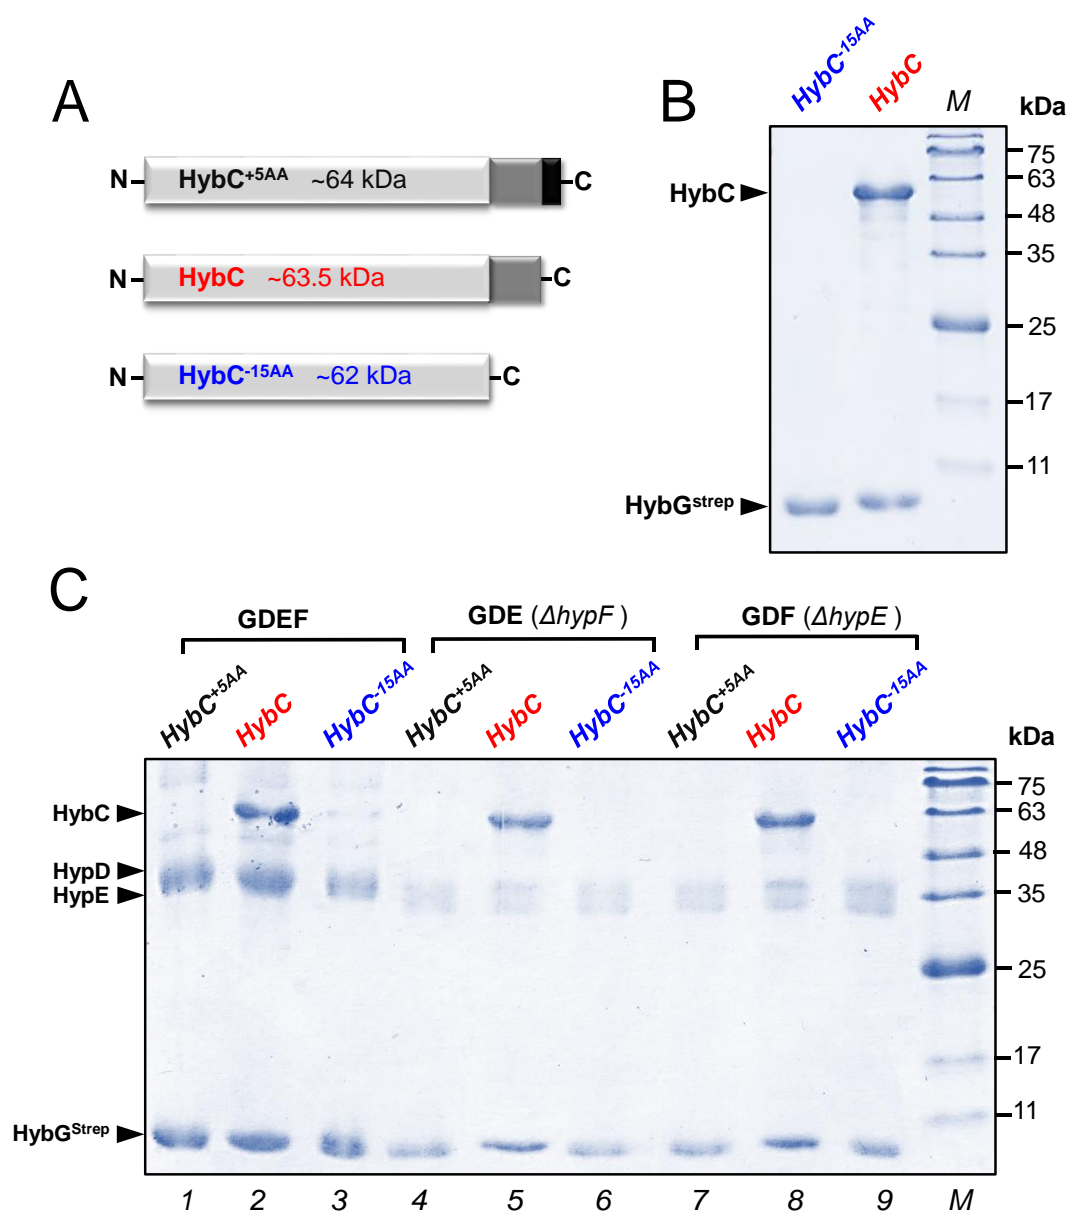 A
N HybC+5AA ~64 kDa C
N HybC ~63.5 kDa C
N HybC-15AA ~62 kDa C
B
HybC-15AA HybC M kDa
75
HybC 63
48
35
25
17
11
HybGstrep
C
GDEF GDE (ΔhypF ) GDF (ΔhypE )
HybC+5AA HybC HybC-15AA HybC+5AA HybC HybC-15AA HybC+5AA HybC HybC-15AA kDa
75
HybC 63
48
HypD
HypE 35
25
17
11
HybGStrep
1 2 3 4 5 6 7 8 9 M